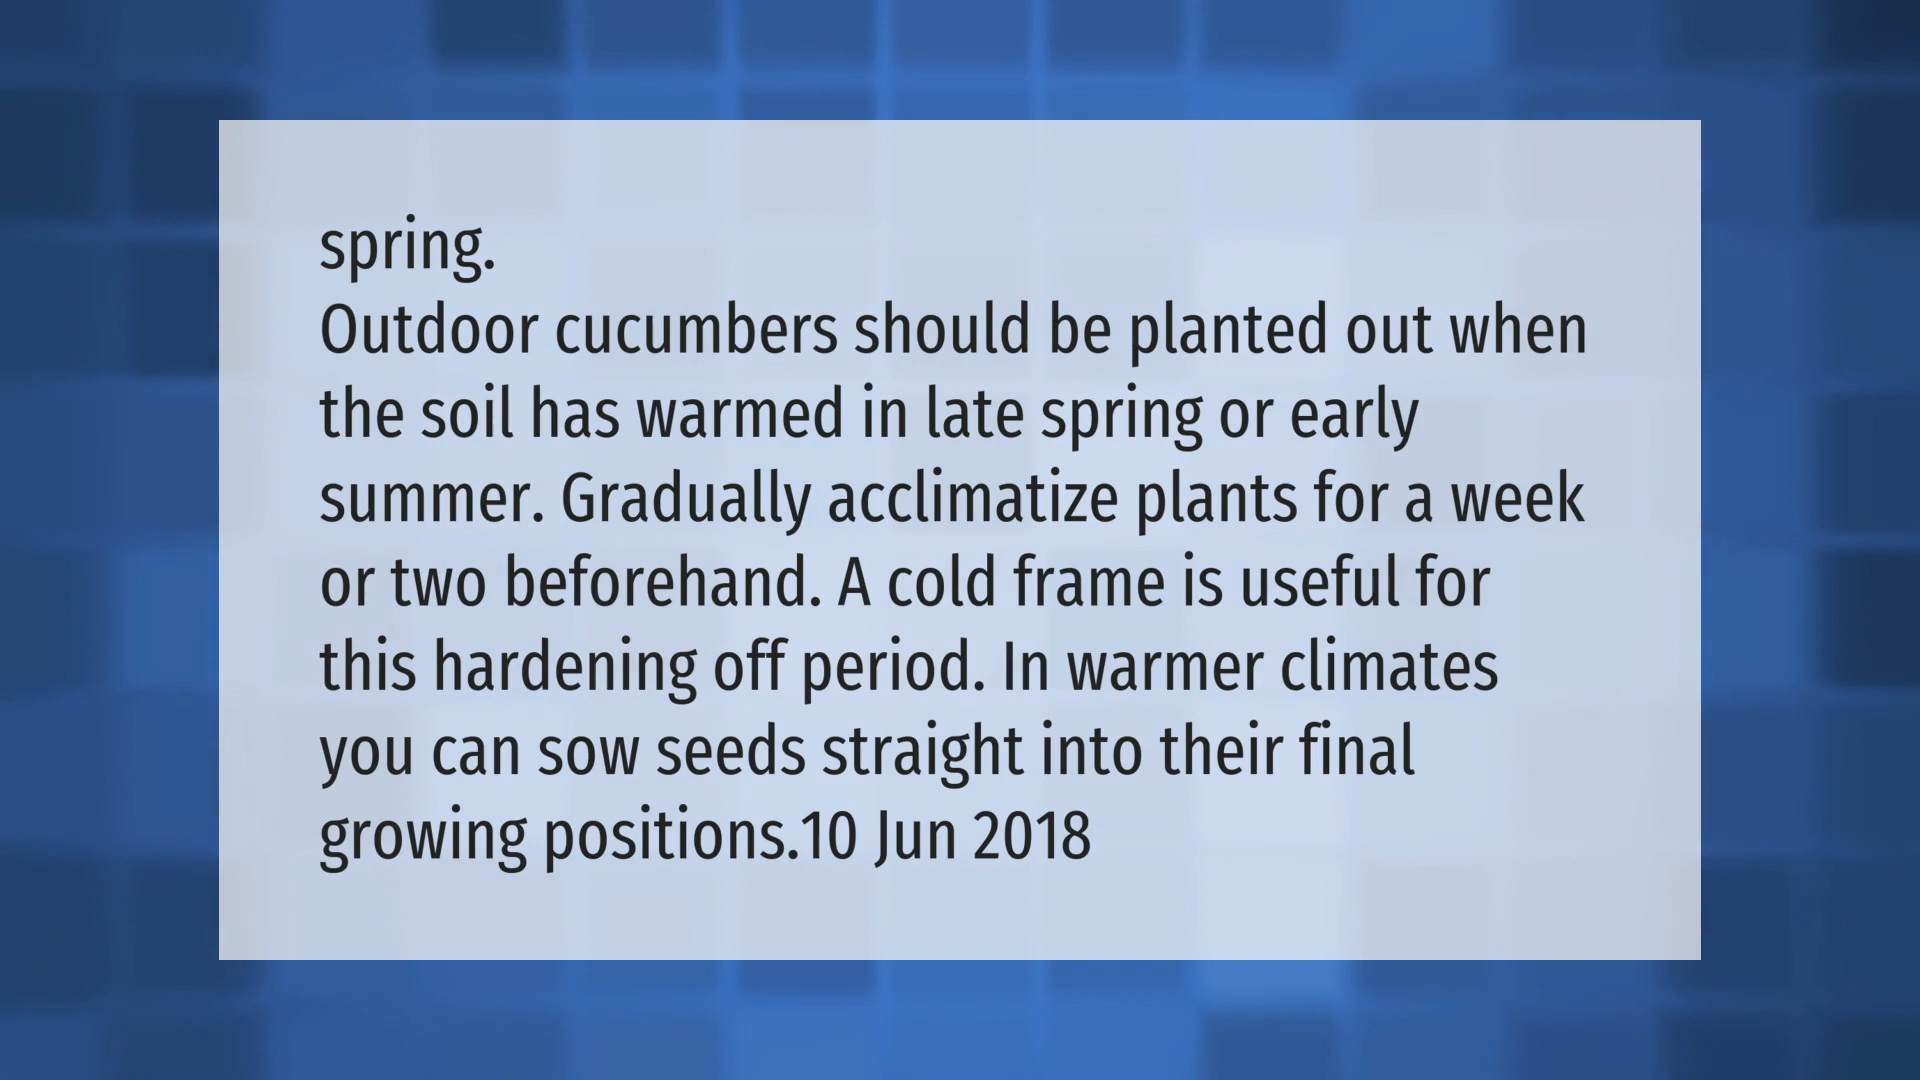 spring.
Outdoor cucumbers should be planted out when
the soil has warmed in late spring or early
summer. Gradually acclimatize plants for a week
or two beforehand. A cold frame is useful for
this hardening off period. In warmer climates
you can sow seeds straight into their final
growing positions.10 Jun 2018